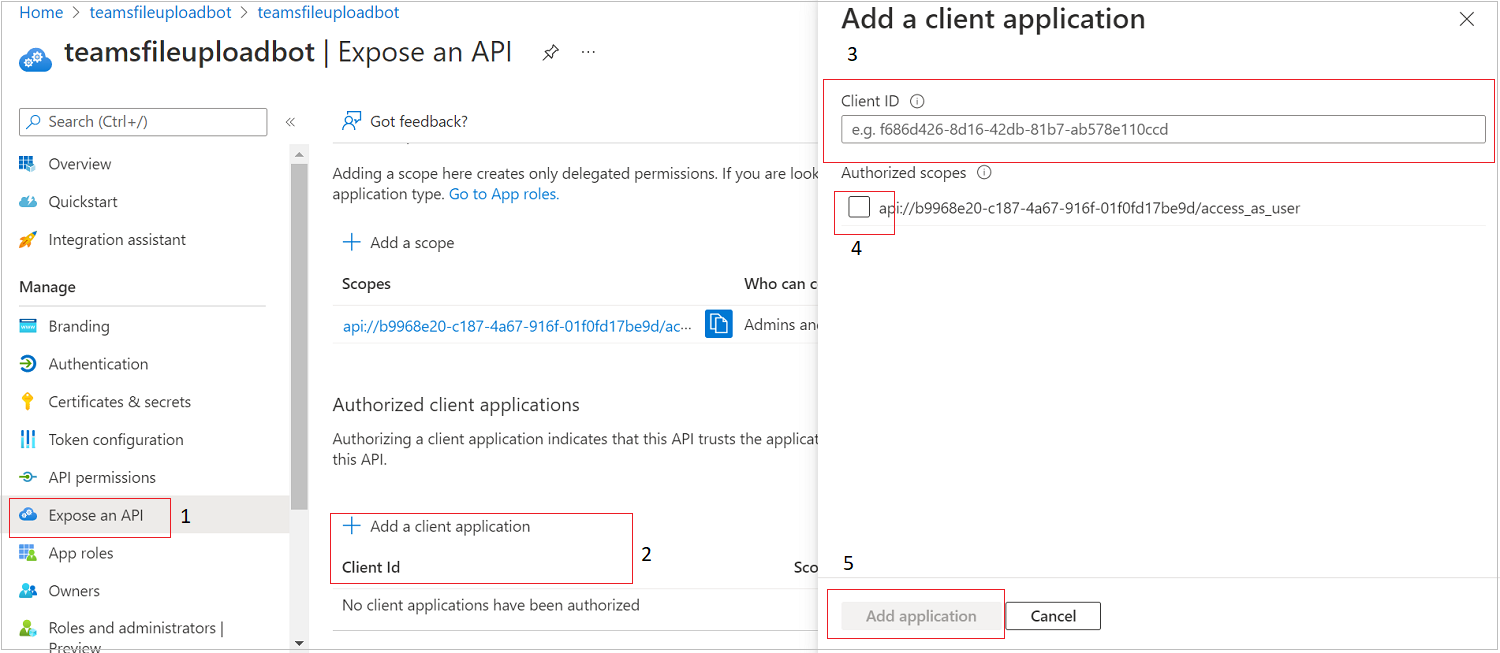 Home > teamsfileuploadbot > teamsfileuploadbot
teamsfileuploadbot | Expose an API ...
Search (Ctrl+/) «
Overview
Quickstart
Integration assistant
Manage
Branding
Authentication
Certificates & secrets
Token configuration
API permissions
Expose an API 1
App roles
Owners
Roles and administrators |
Preview
Got feedback?
Adding a scope here creates only delegated permissions. If you are look
application type. Go to App roles.
Add a scope
Scopes Who can c
api://b9968e20-c187-4a67-916f-01f0fd17be9d/ac... Admins an
Authorized client applications
Authorizing a client application indicates that this API trusts the applicat
this API.
Add a client application
2
Client Id Sco
No client applications have been authorized
Add a client application
3
Client ID
e.g. f686d426-8d16-42db-81b7-ab578e110ccd
Authorized scopes
api://b9968e20-c187-4a67-916f-01f0fd17be9d/access_as_user
4
5
Add application Cancel